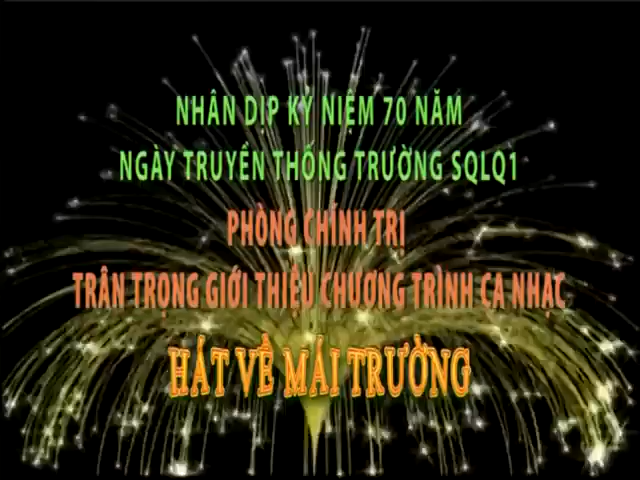 NHÂN DỊP KỶ NIỆM 70 NĂM
NGÀY TRUYỀN THỐNG TRƯỜNG SQLQ1
PHÒNG CHÍNH TRỊ
TRÂN TRỌNG GIỚI THIỆU CHƯƠNG TRÌNH CA NHẠC
HÁT VỀ MÁI TRƯỜNG